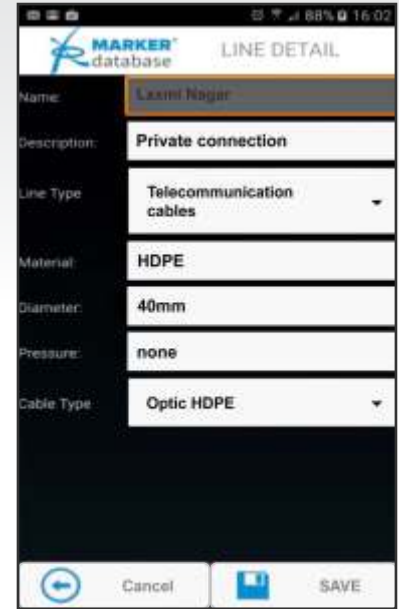 88% 16:02
MARKER
database
LINE DETAIL
Name:
Laxmi Nagar
Description:
Private connection
Line Type
Telecommunication
cables
Material:
HDPE
Diameter:
40mm
Pressure:
none
Cable Type
Optic HDPE
Cancel
SAVE